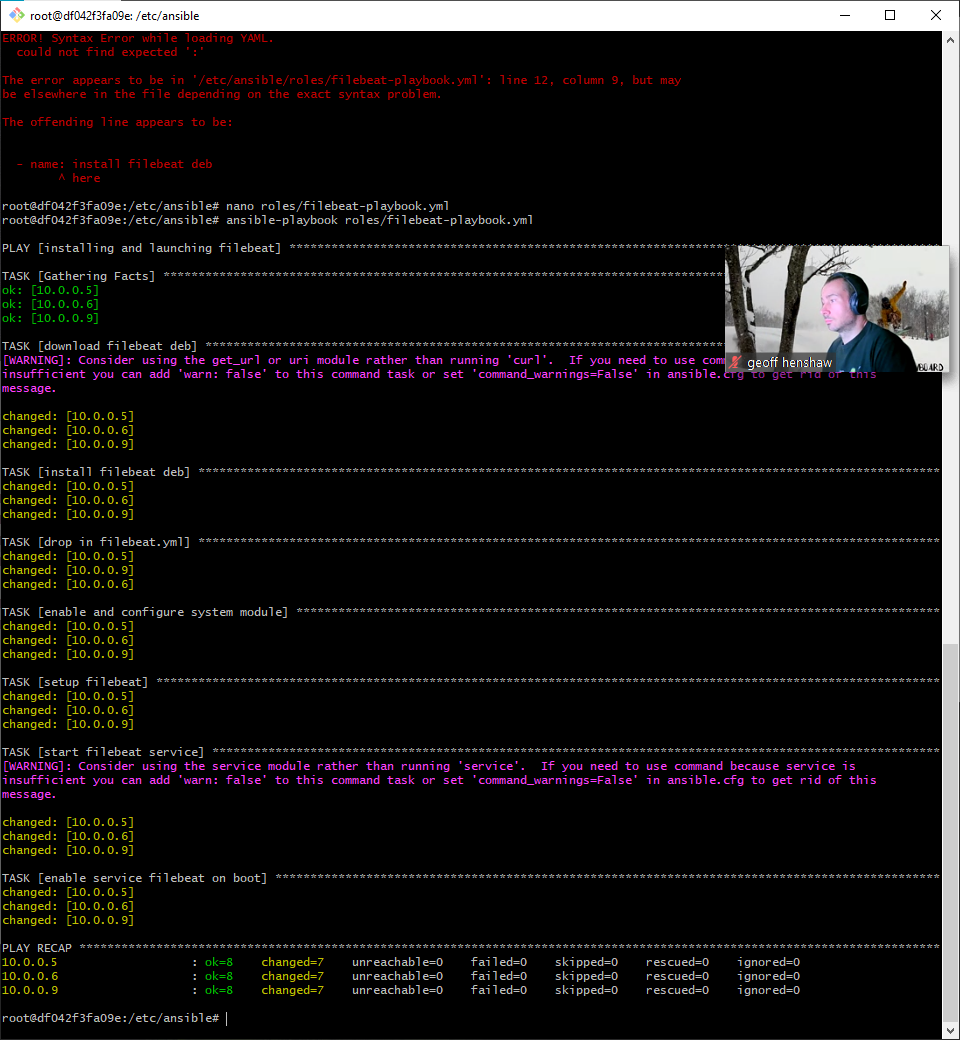 root@df042f3fa09e: /etc/ansible
ERROR! Syntax Error while loading YAML.
  could not find expected ':'
The error appears to be in '/etc/ansible/roles/filebeat-playbook.yml': line 12, column 9, but may
be elsewhere in the file depending on the exact syntax problem.
The offending line appears to be:
  - name: install filebeat deb
        ^ here
root@df042f3fa09e:/etc/ansible# nano roles/filebeat-playbook.yml
root@df042f3fa09e:/etc/ansible# ansible-playbook roles/filebeat-playbook.yml
PLAY [installing and launching filebeat] **************************************************************
TASK [Gathering Facts] ********************************************************************************
ok: [10.0.0.5]
ok: [10.0.0.6]
ok: [10.0.0.9]
TASK [download filebeat deb] **************************************************************************
[WARNING]: Consider using the get_url or uri module rather than running 'curl'.  If you need to use
insufficient you can add 'warn: false' to this command task or set 'command_warnings=False' in ansible.cfg to get rid of this
message.
geoff henshaw
changed: [10.0.0.5]
changed: [10.0.0.6]
changed: [10.0.0.9]
TASK [install filebeat deb] **********************************************************************************************************
changed: [10.0.0.5]
changed: [10.0.0.6]
changed: [10.0.0.9]
TASK [drop in filebeat.yml] **********************************************************************************************************
changed: [10.0.0.5]
changed: [10.0.0.9]
changed: [10.0.0.6]
TASK [enable and configure system module] ********************************************************************************************
changed: [10.0.0.5]
changed: [10.0.0.6]
changed: [10.0.0.9]
TASK [setup filebeat] ****************************************************************************************************************
changed: [10.0.0.5]
changed: [10.0.0.6]
changed: [10.0.0.9]
TASK [start filebeat service] ********************************************************************************************************
[WARNING]: Consider using the service module rather than running 'service'.  If you need to use command because service is
insufficient you can add 'warn: false' to this command task or set 'command_warnings=False' in ansible.cfg to get rid of this
message.
changed: [10.0.0.5]
changed: [10.0.0.6]
changed: [10.0.0.9]
TASK [enable service filebeat on boot] ***********************************************************************************************
changed: [10.0.0.5]
changed: [10.0.0.6]
changed: [10.0.0.9]
PLAY RECAP ***************************************************************************************************************************
10.0.0.5                   : ok=8    changed=7    unreachable=0    failed=0    skipped=0    rescued=0    ignored=0
10.0.0.6                   : ok=8    changed=7    unreachable=0    failed=0    skipped=0    rescued=0    ignored=0
10.0.0.9                   : ok=8    changed=7    unreachable=0    failed=0    skipped=0    rescued=0    ignored=0
root@df042f3fa09e:/etc/ansible#